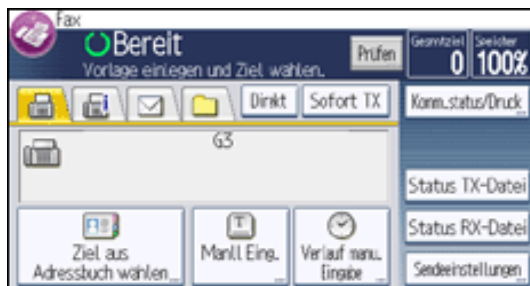 Fax
Bereit
Vorlage einlegen und Ziel wählen.
Prüfen
Gesamtziel
0
Speicher
100%
Direkt
Sofort TX
Komm.status/Druck
G3
Status TX-Datei
Status RX-Datei
Sendeeinstellungen
Ziel aus
Adressbuch wählen
T
Manll Eing.
Verlauf manu.
Eingabe